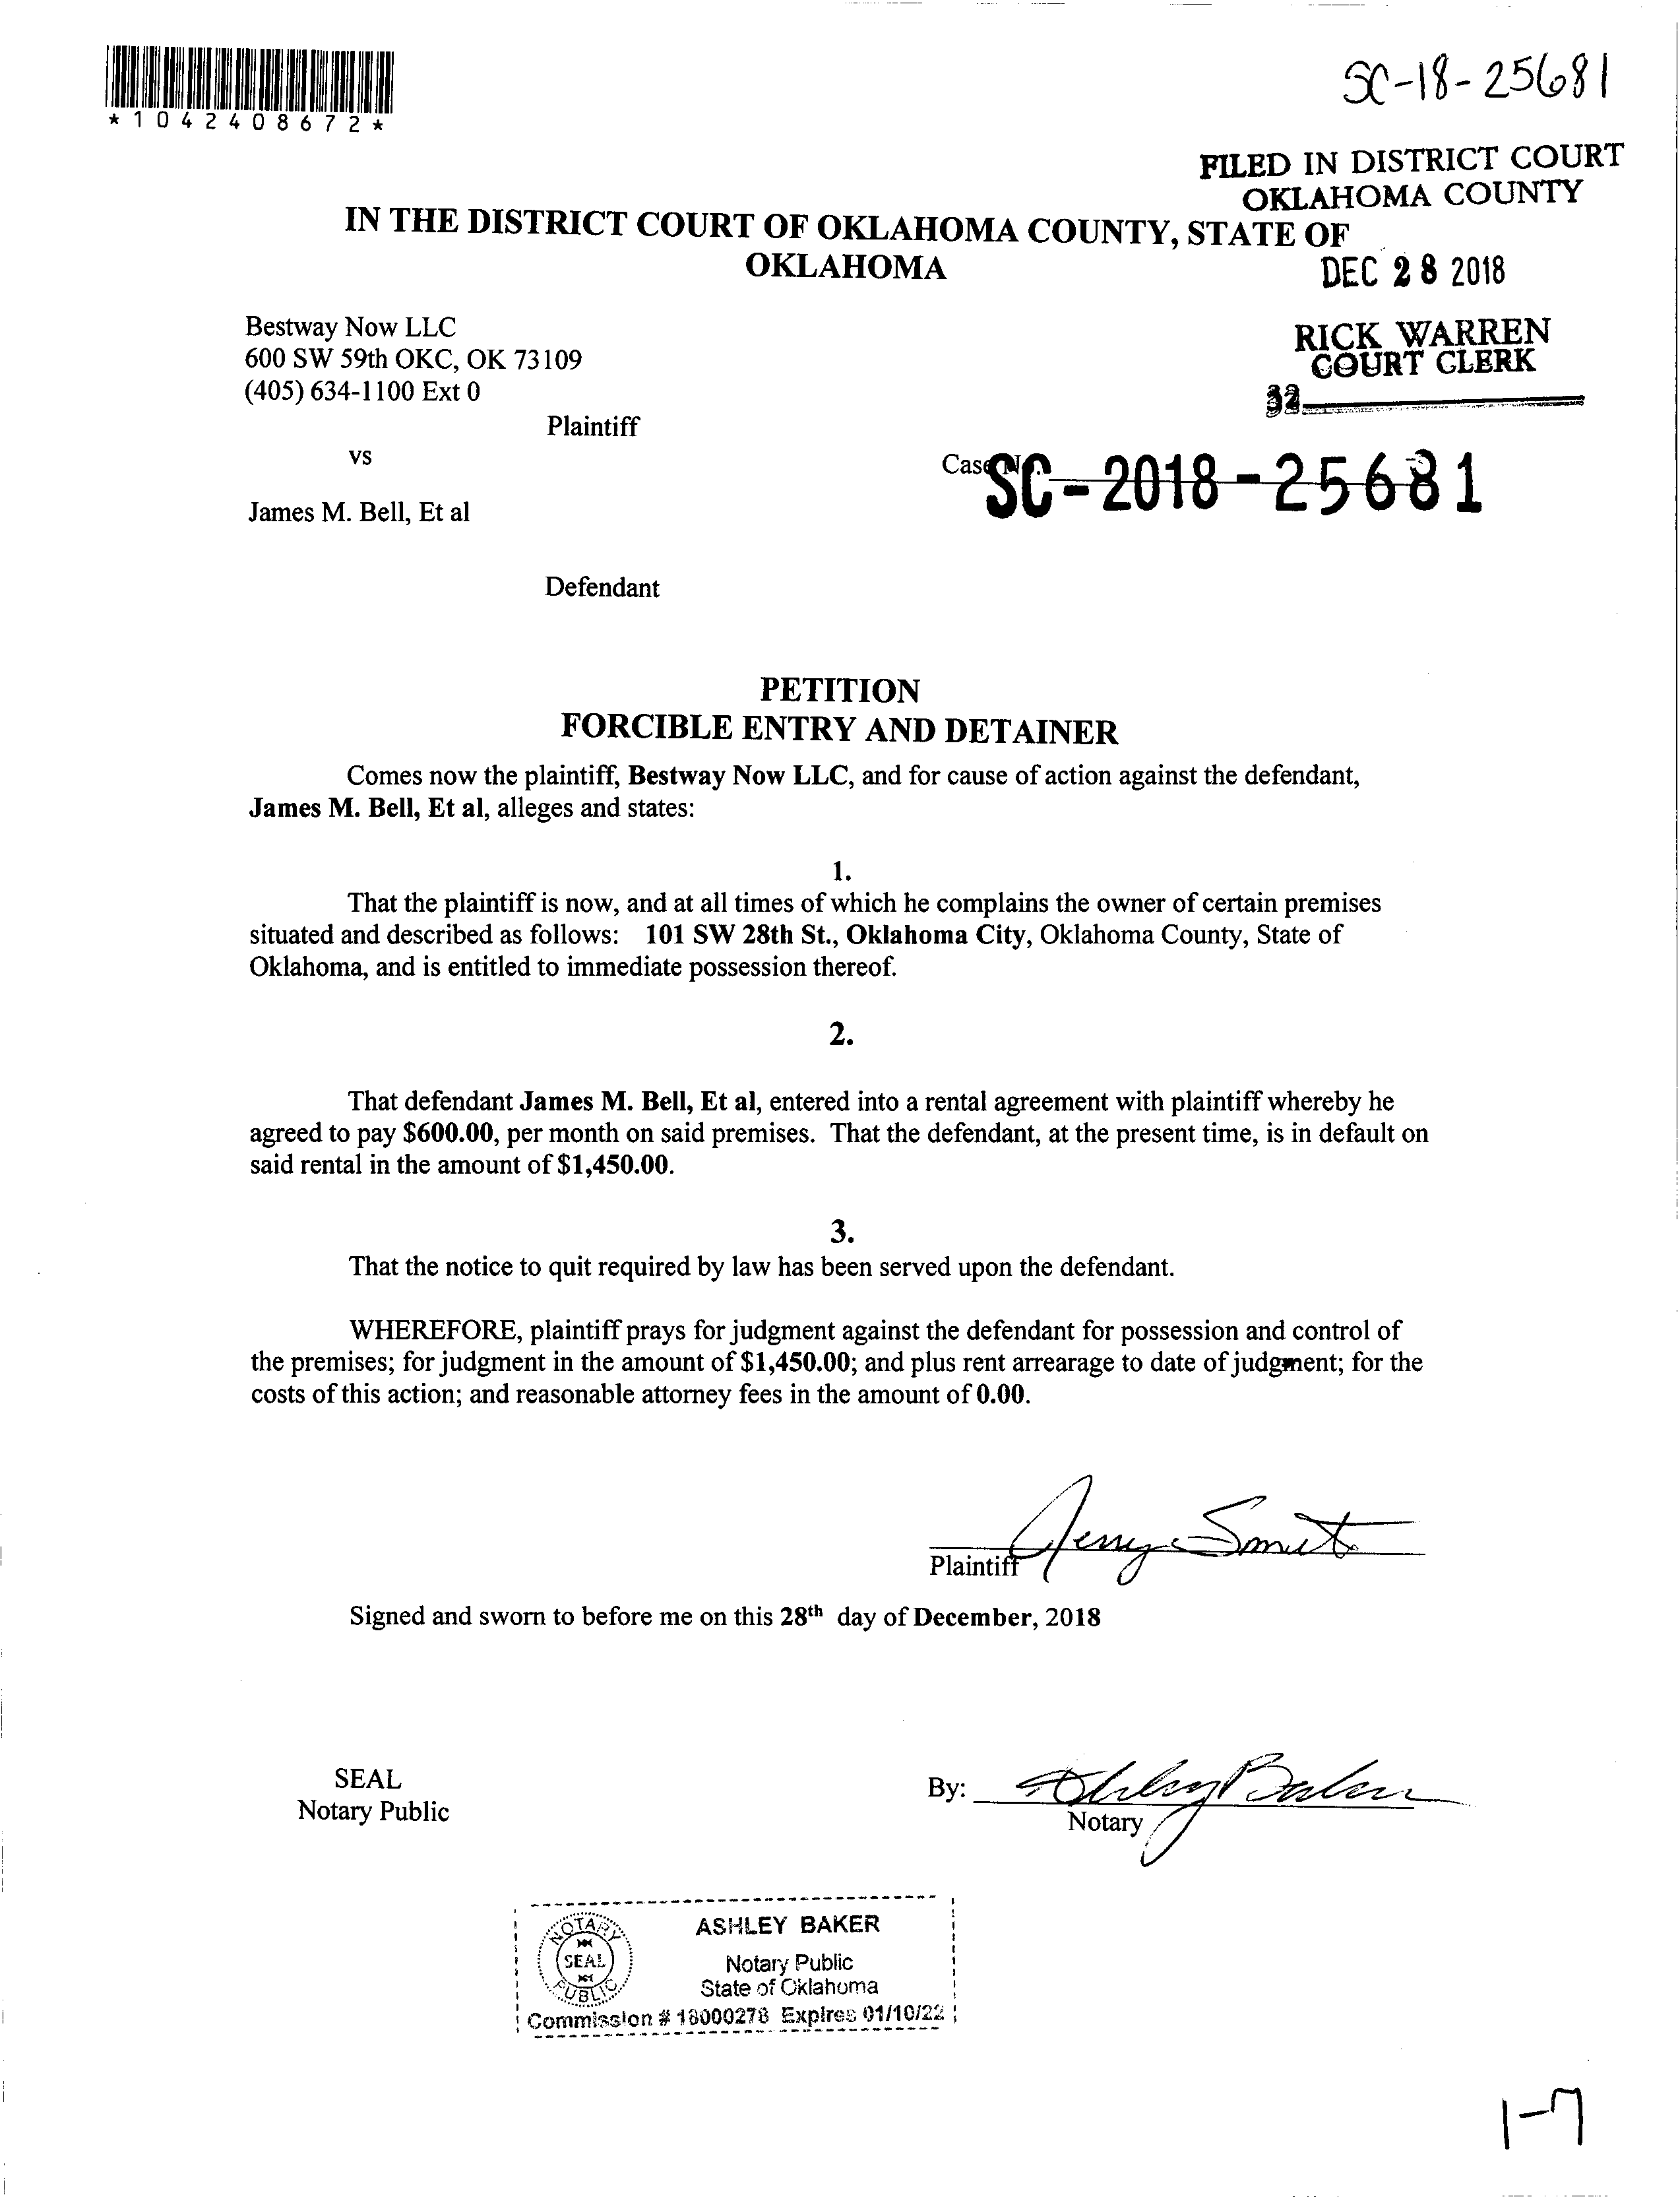 *1042408672*
SC-18-25681
FILED IN DISTRICT COURT
OKLAHOMA COUNTY
IN THE DISTRICT COURT OF OKLAHOMA COUNTY, STATE OF
OKLAHOMA
DEC 28 2018
Bestway Now LLC
600 SW 59th OKC, OK 73109
(405) 634-1100 Ext 0
RICK WARREN
COURT CLERK
32
Plaintiff
vs
Case No.
SC-2018-25681
James M. Bell, Et al
Defendant
PETITION
FORCIBLE ENTRY AND DETAINER
Comes now the plaintiff, Bestway Now LLC, and for cause of action against the defendant,
James M. Bell, Et al, alleges and states:
1.
That the plaintiff is now, and at all times of which he complains the owner of certain premises
situated and described as follows: 101 SW 28th St., Oklahoma City, Oklahoma County, State of
Oklahoma, and is entitled to immediate possession thereof.
2.
That defendant James M. Bell, Et al, entered into a rental agreement with plaintiff whereby he
agreed to pay $600.00, per month on said premises. That the defendant, at the present time, is in default on
said rental in the amount of $1,450.00.
3.
That the notice to quit required by law has been served upon the defendant.
WHEREFORE, plaintiff prays for judgment against the defendant for possession and control of
the premises; for judgment in the amount of $1,450.00; and plus rent arrearage to date of judgment; for the
costs of this action; and reasonable attorney fees in the amount of 0.00.
Jerry Smith
Plaintiff
Signed and sworn to before me on this 28th day of December, 2018
SEAL
Notary Public
By: Ashley Baker
Notary
NOTARY
SEAL
PUBLIC
ASHLEY BAKER
Notary Public
State of Oklahoma
Commission # 18000278 Expires 01/10/22
1-7